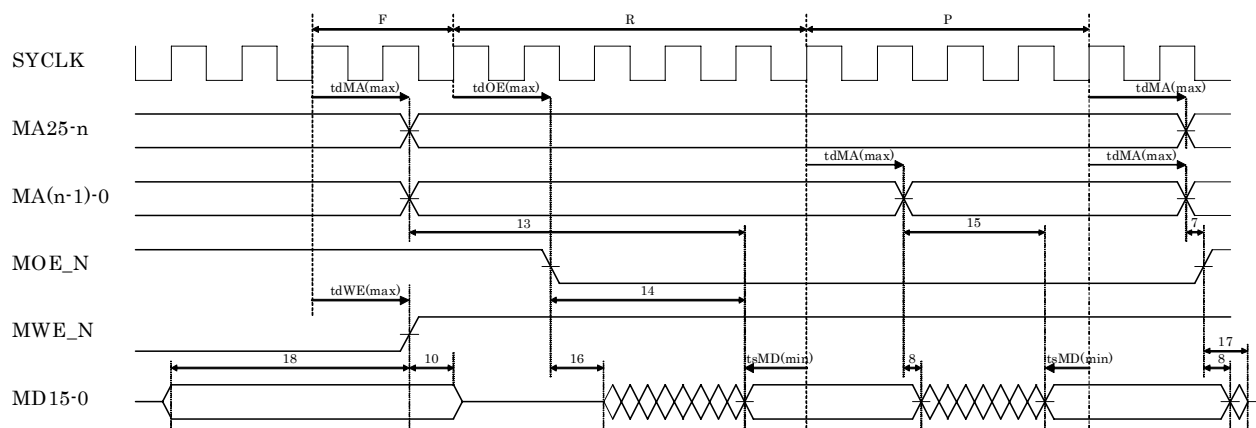 F R P
SYCLK
tdMA(max) tdOE(max) tdMA(max)
MA25-n
tdMA(max) tdMA(max)
MA(n-1)-0
13 15 7
MOE_N
tdWE(max) 14
MWE_N
18 10 16 tsMD(min) 8 tsMD(min) 17 8
MD15-0